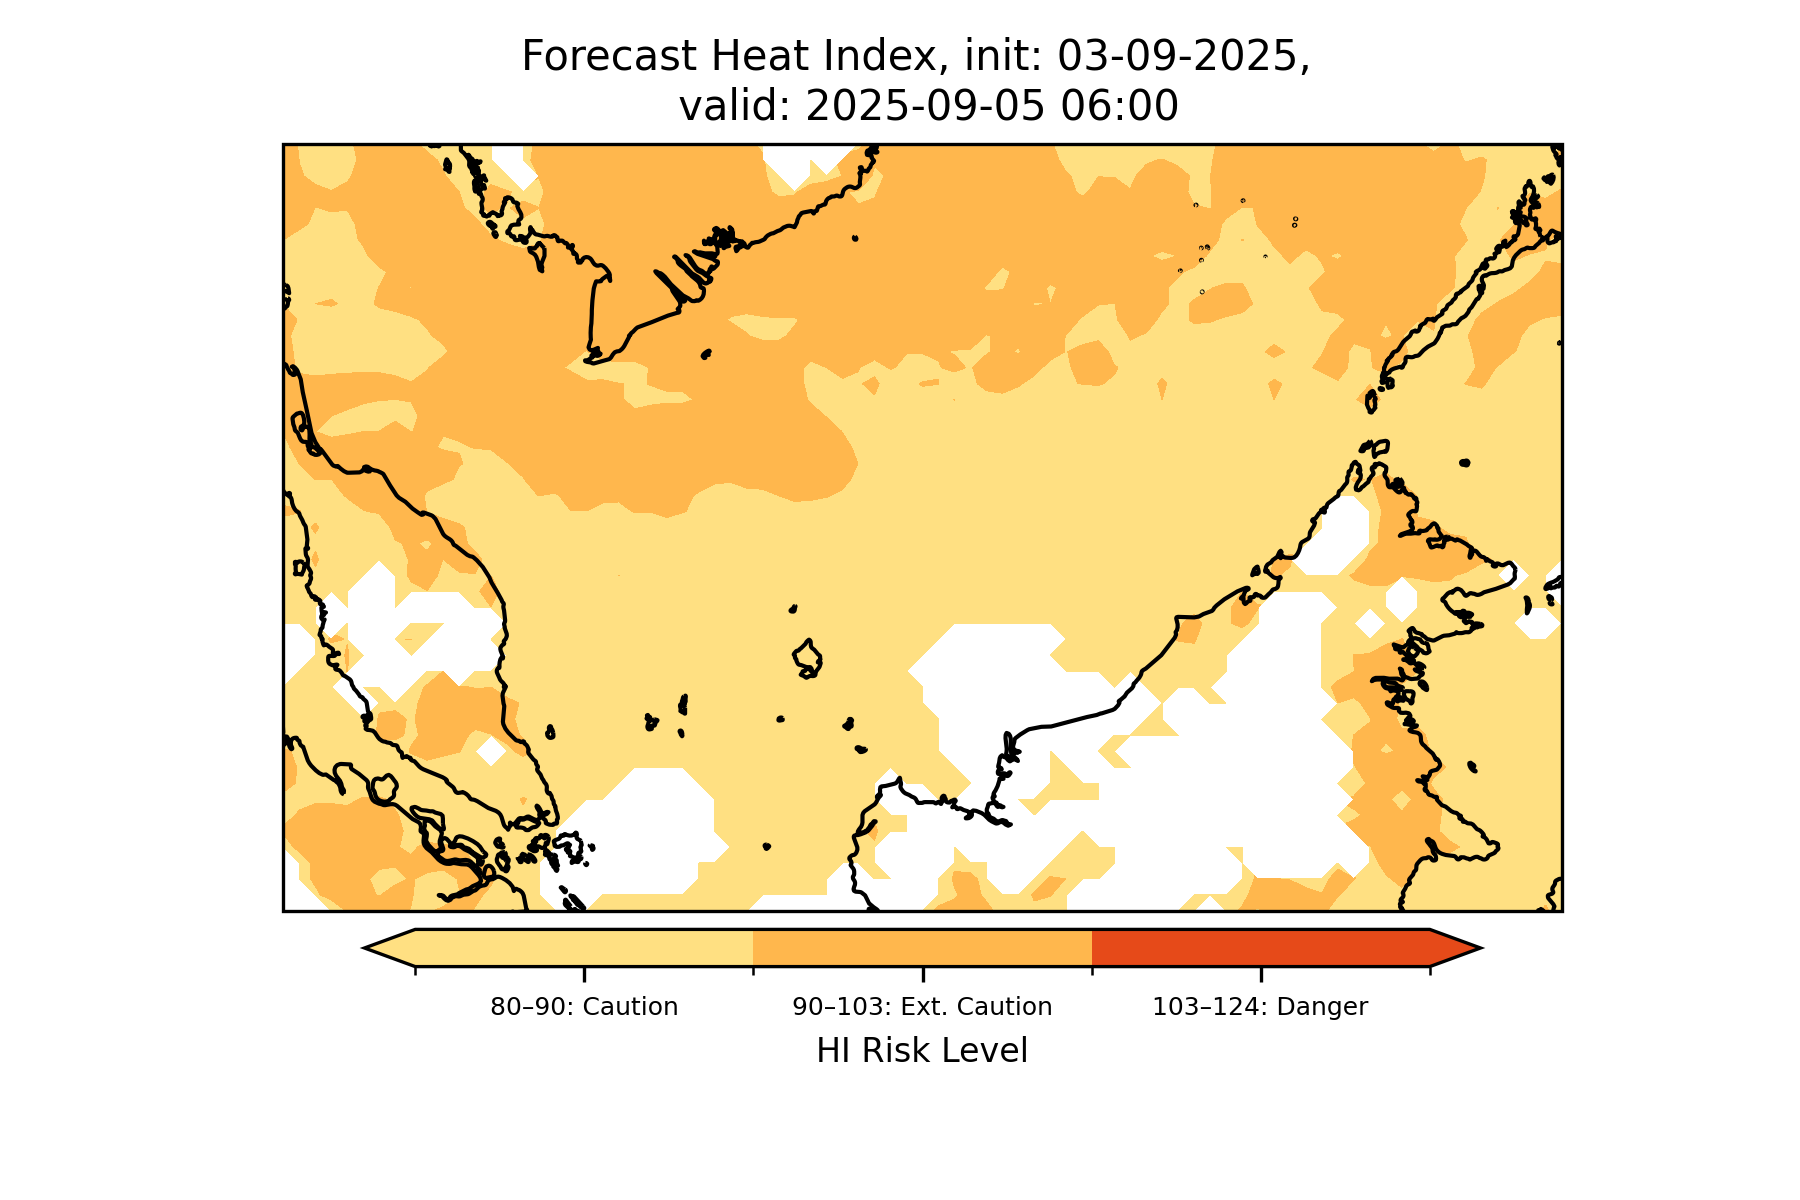 Forecast Heat Index, init: 03-09-2025,
valid: 2025-09-05 06:00
80–90: Caution
90–103: Ext. Caution
103–124: Danger
HI Risk Level